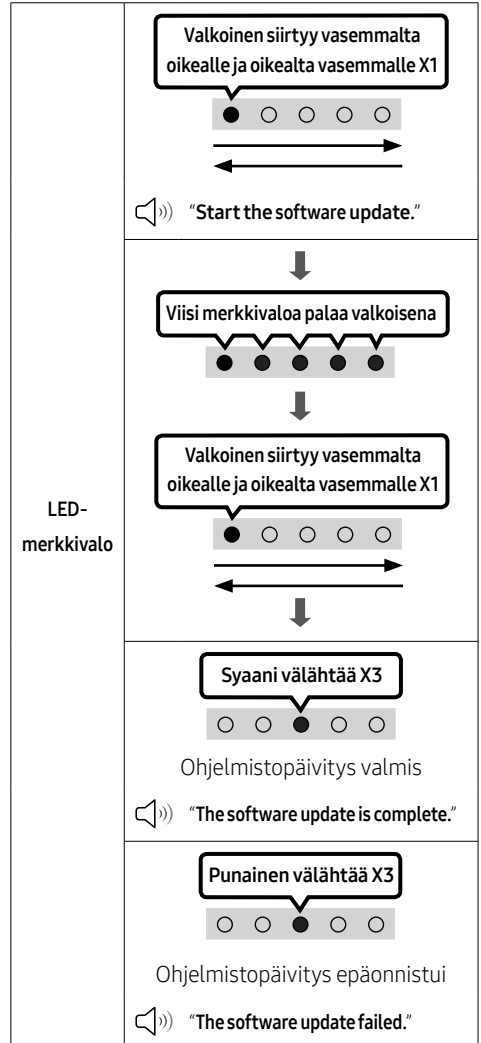 Valkoinen siirtyy vasemmalta
oikealle ja oikealta vasemmalle X1
“Start the software update.”
Viisi merkkivaloa palaa valkoisena
Valkoinen siirtyy vasemmalta
oikealle ja oikealta vasemmalle X1
LED-
merkkivalo
Syaani välähtää X3
Ohjelmistopäivitys valmis
“The software update is complete.”
Punainen välähtää X3
Ohjelmistopäivitys epäonnistui
“The software update failed.”